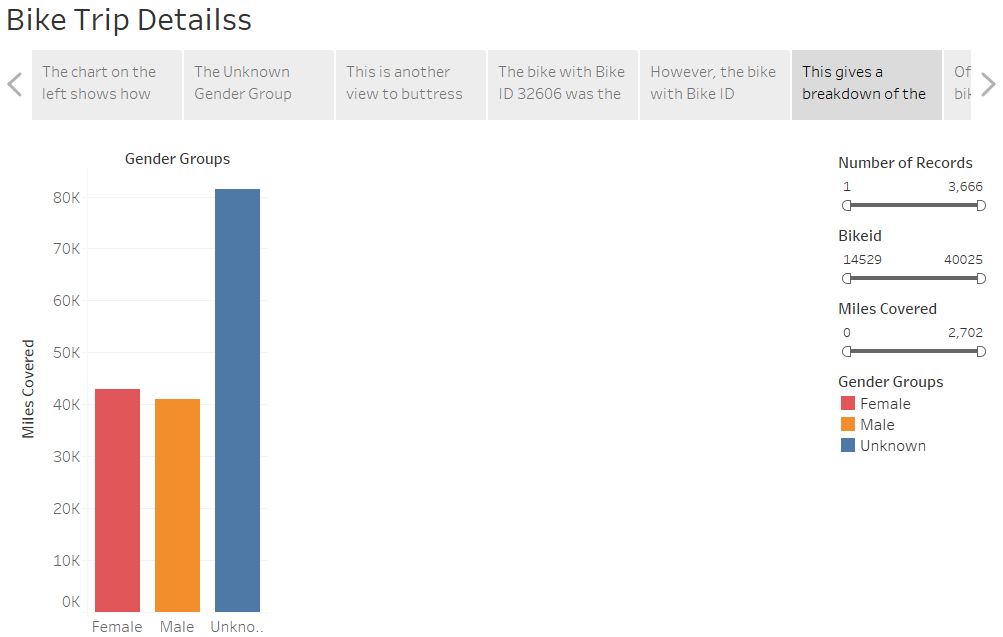 Bike Trip Detailss
The chart on the
left shows how
The Unknown
Gender Group
This is another
view to buttress
The bike with Bike
ID 32606 was the
However, the bike
with Bike ID
This gives a
breakdown of the
Of
bik
Gender Groups
Miles Covered
80K
70K
60K
50K
40K
30K
20K
10K
0K
Female
Male
Unkno..
Number of Records
1 3,666
Bikeid
14529 40025
Miles Covered
0 2,702
Gender Groups
Female
Male
Unknown